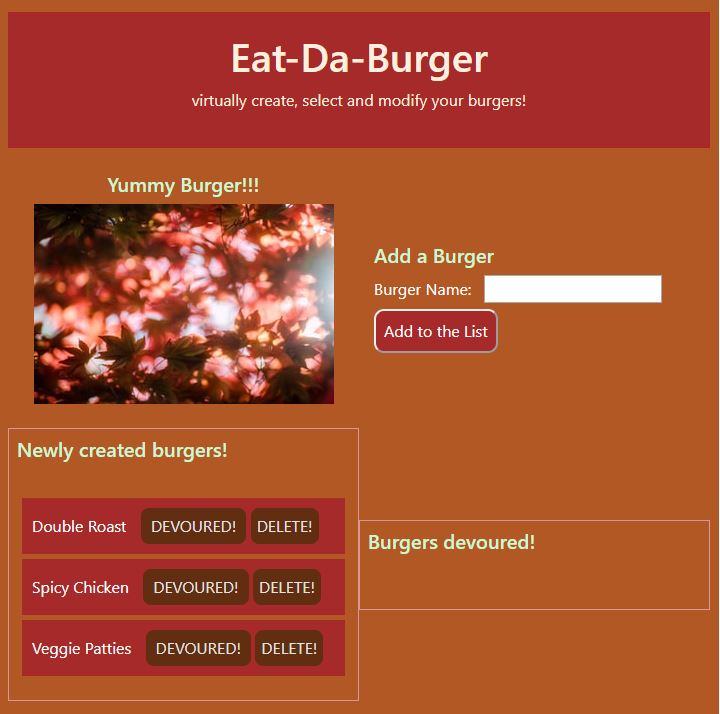 Eat-Da-Burger
virtually create, select and modify your burgers!
Yummy Burger!!!
Add a Burger
Burger Name:
Add to the List
Newly created burgers!
Double Roast DEVOURED! DELETE!
Spicy Chicken DEVOURED! DELETE!
Veggie Patties DEVOURED! DELETE!
Burgers devoured!